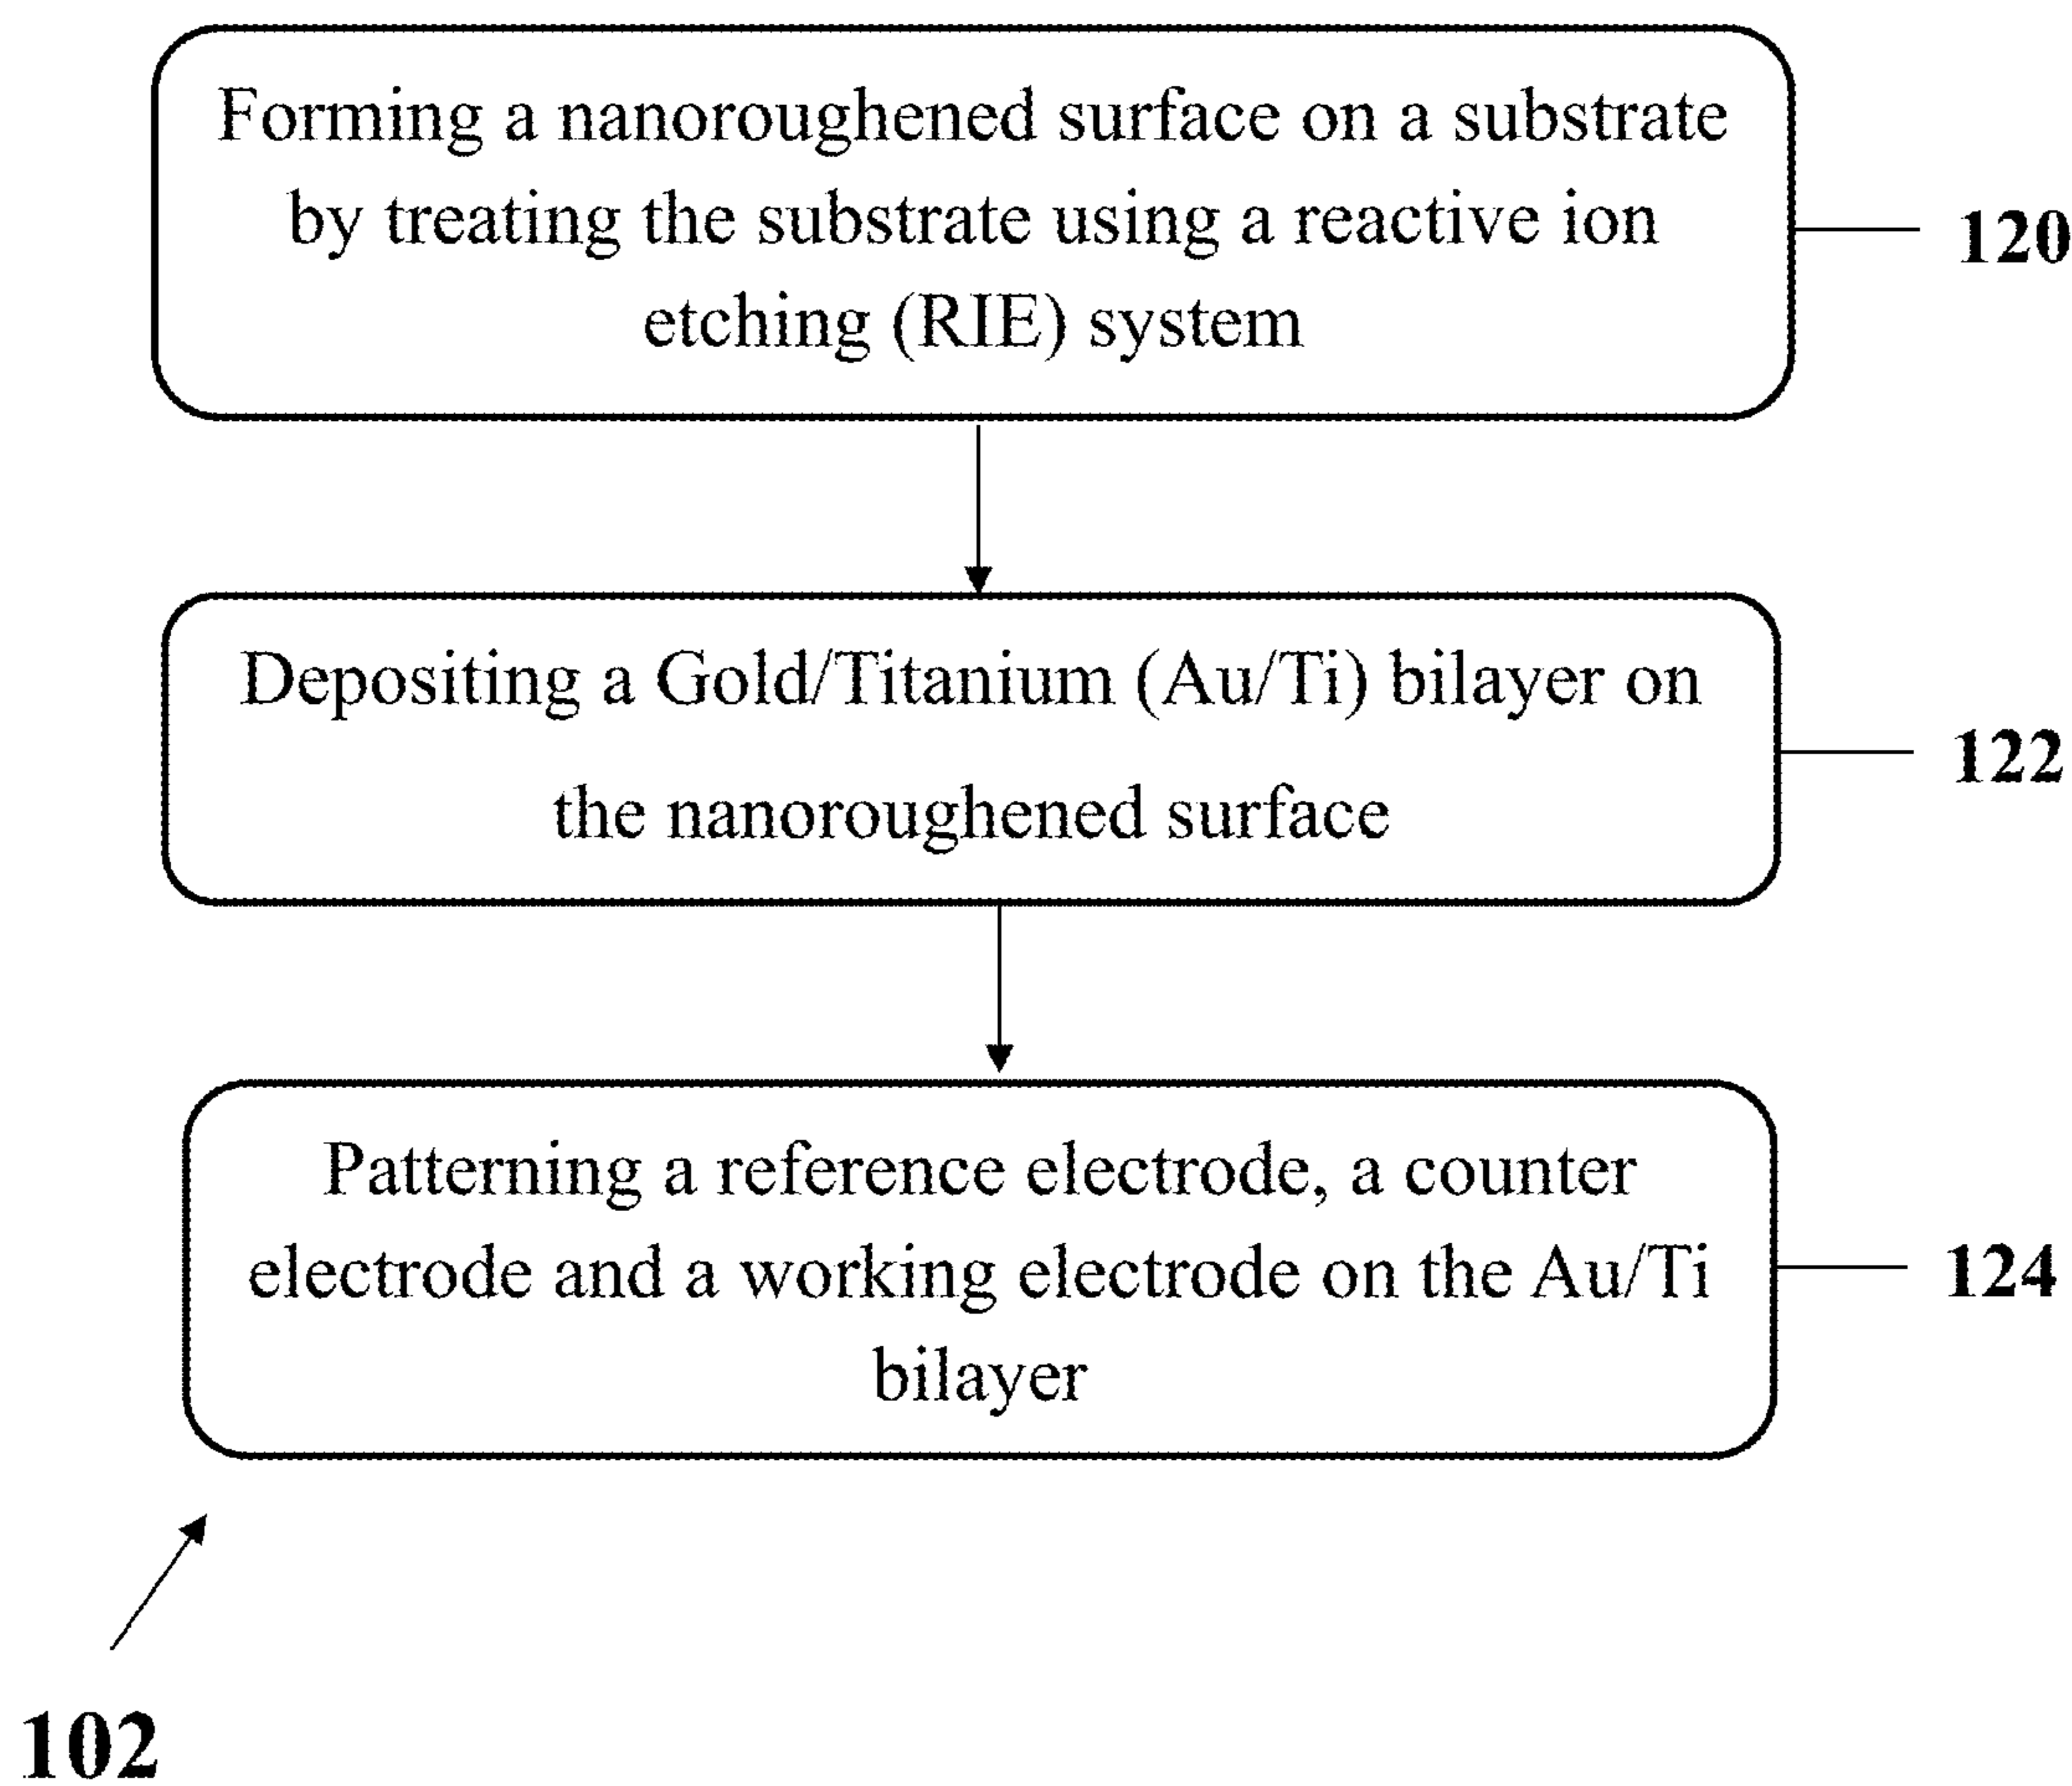 Forming a nanoroughened surface on a substrate
by treating the substrate using a reactive ion
etching (RIE) system
120
Depositing a Gold/Titanium (Au/Ti) bilayer on
the nanoroughened surface
122
Patterning a reference electrode, a counter
electrode and a working electrode on the Au/Ti
bilayer
124
102